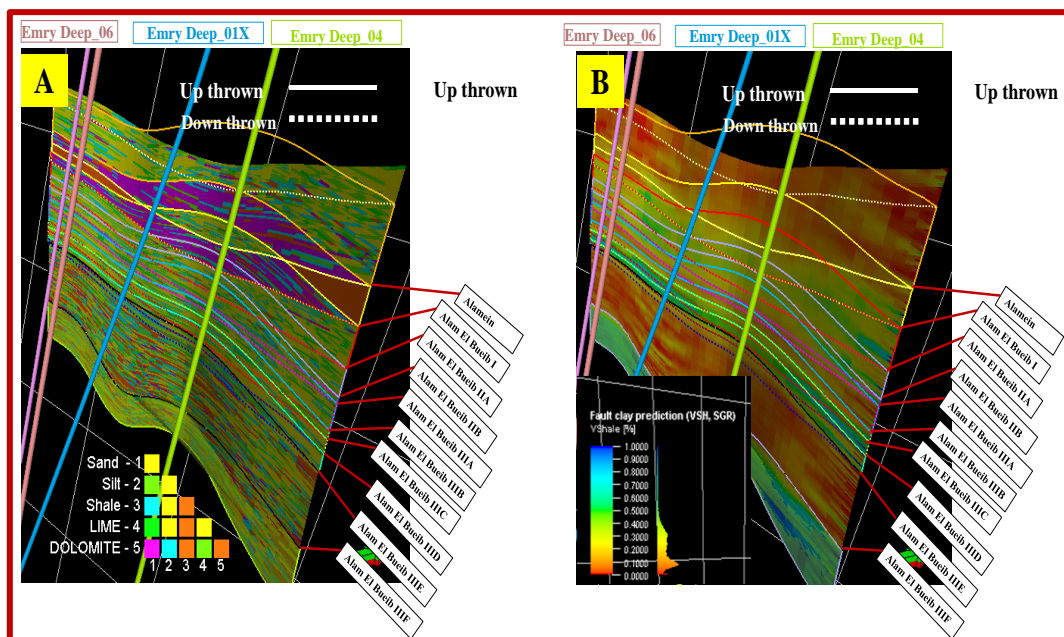 Emry Deep_06
Emry Deep_01X
Emry Deep_04
A
Up thrown
Down thrown
Up thrown
Sand - 1
Silt - 2
Shale - 3
LIME - 4
DOLOMITE - 5
1 2 3 4 5
Alamein
Alam El Bueib I
Alam El Bueib IIA
Alam El Bueib IIB
Alam El Bueib IIIA
Alam El Bueib IIIB
Alam El Bueib IIIC
Alam El Bueib IIID
Alam El Bueib IIIE
Alam El Bueib IIIF
Emry Deep_06
Emry Deep_01X
Emry Deep_04
B
Up thrown
Down thrown
Up thrown
Fault clay prediction (VSH, SGR)
VShale [%]
1.0000
0.9000
0.8000
0.7000
0.6000
0.5000
0.4000
0.3000
0.2000
0.1000
0.0000
Alamein
Alam El Bueib I
Alam El Bueib IIA
Alam El Bueib IIB
Alam El Bueib IIIA
Alam El Bueib IIIB
Alam El Bueib IIIC
Alam El Bueib IIID
Alam El Bueib IIIE
Alam El Bueib IIIF